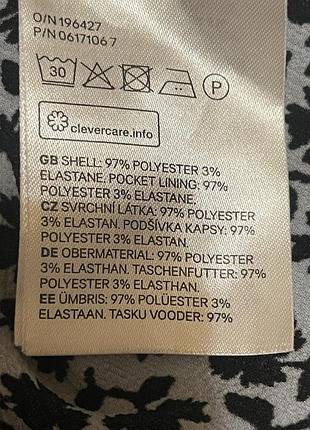 O/N 196427
P/N 06171067
30
P
clevercare.info
GB SHELL: 97% POLYESTER 3%
ELASTANE. POCKET LINING: 97%
POLYESTER 3% ELASTANE.
CZ SVRCHNÍ LÁTKA: 97% POLYESTER
3% ELASTAN. PODŠÍVKA KAPSY: 97%
POLYESTER 3% ELASTAN.
DE OBERMATERIAL: 97% POLYESTER
3% ELASTHAN. TASCHENFUTTER: 97%
POLYESTER 3% ELASTHAN.
EE ÜMBRIS: 97% POLÜESTER 3%
ELASTAAN. TASKU VOODER: 97%